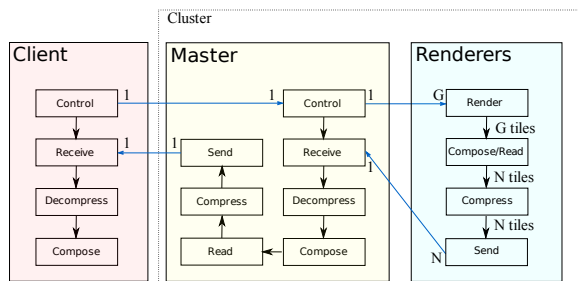 Cluster
Client
Master
Renderers
Control
1
1
Control
1
G
Render
G tiles
Receive
1
1
Send
Receive
1
Compose/Read
N tiles
Decompress
Compress
Decompress
Compress
N tiles
Compose
Read
Compose
N
Send